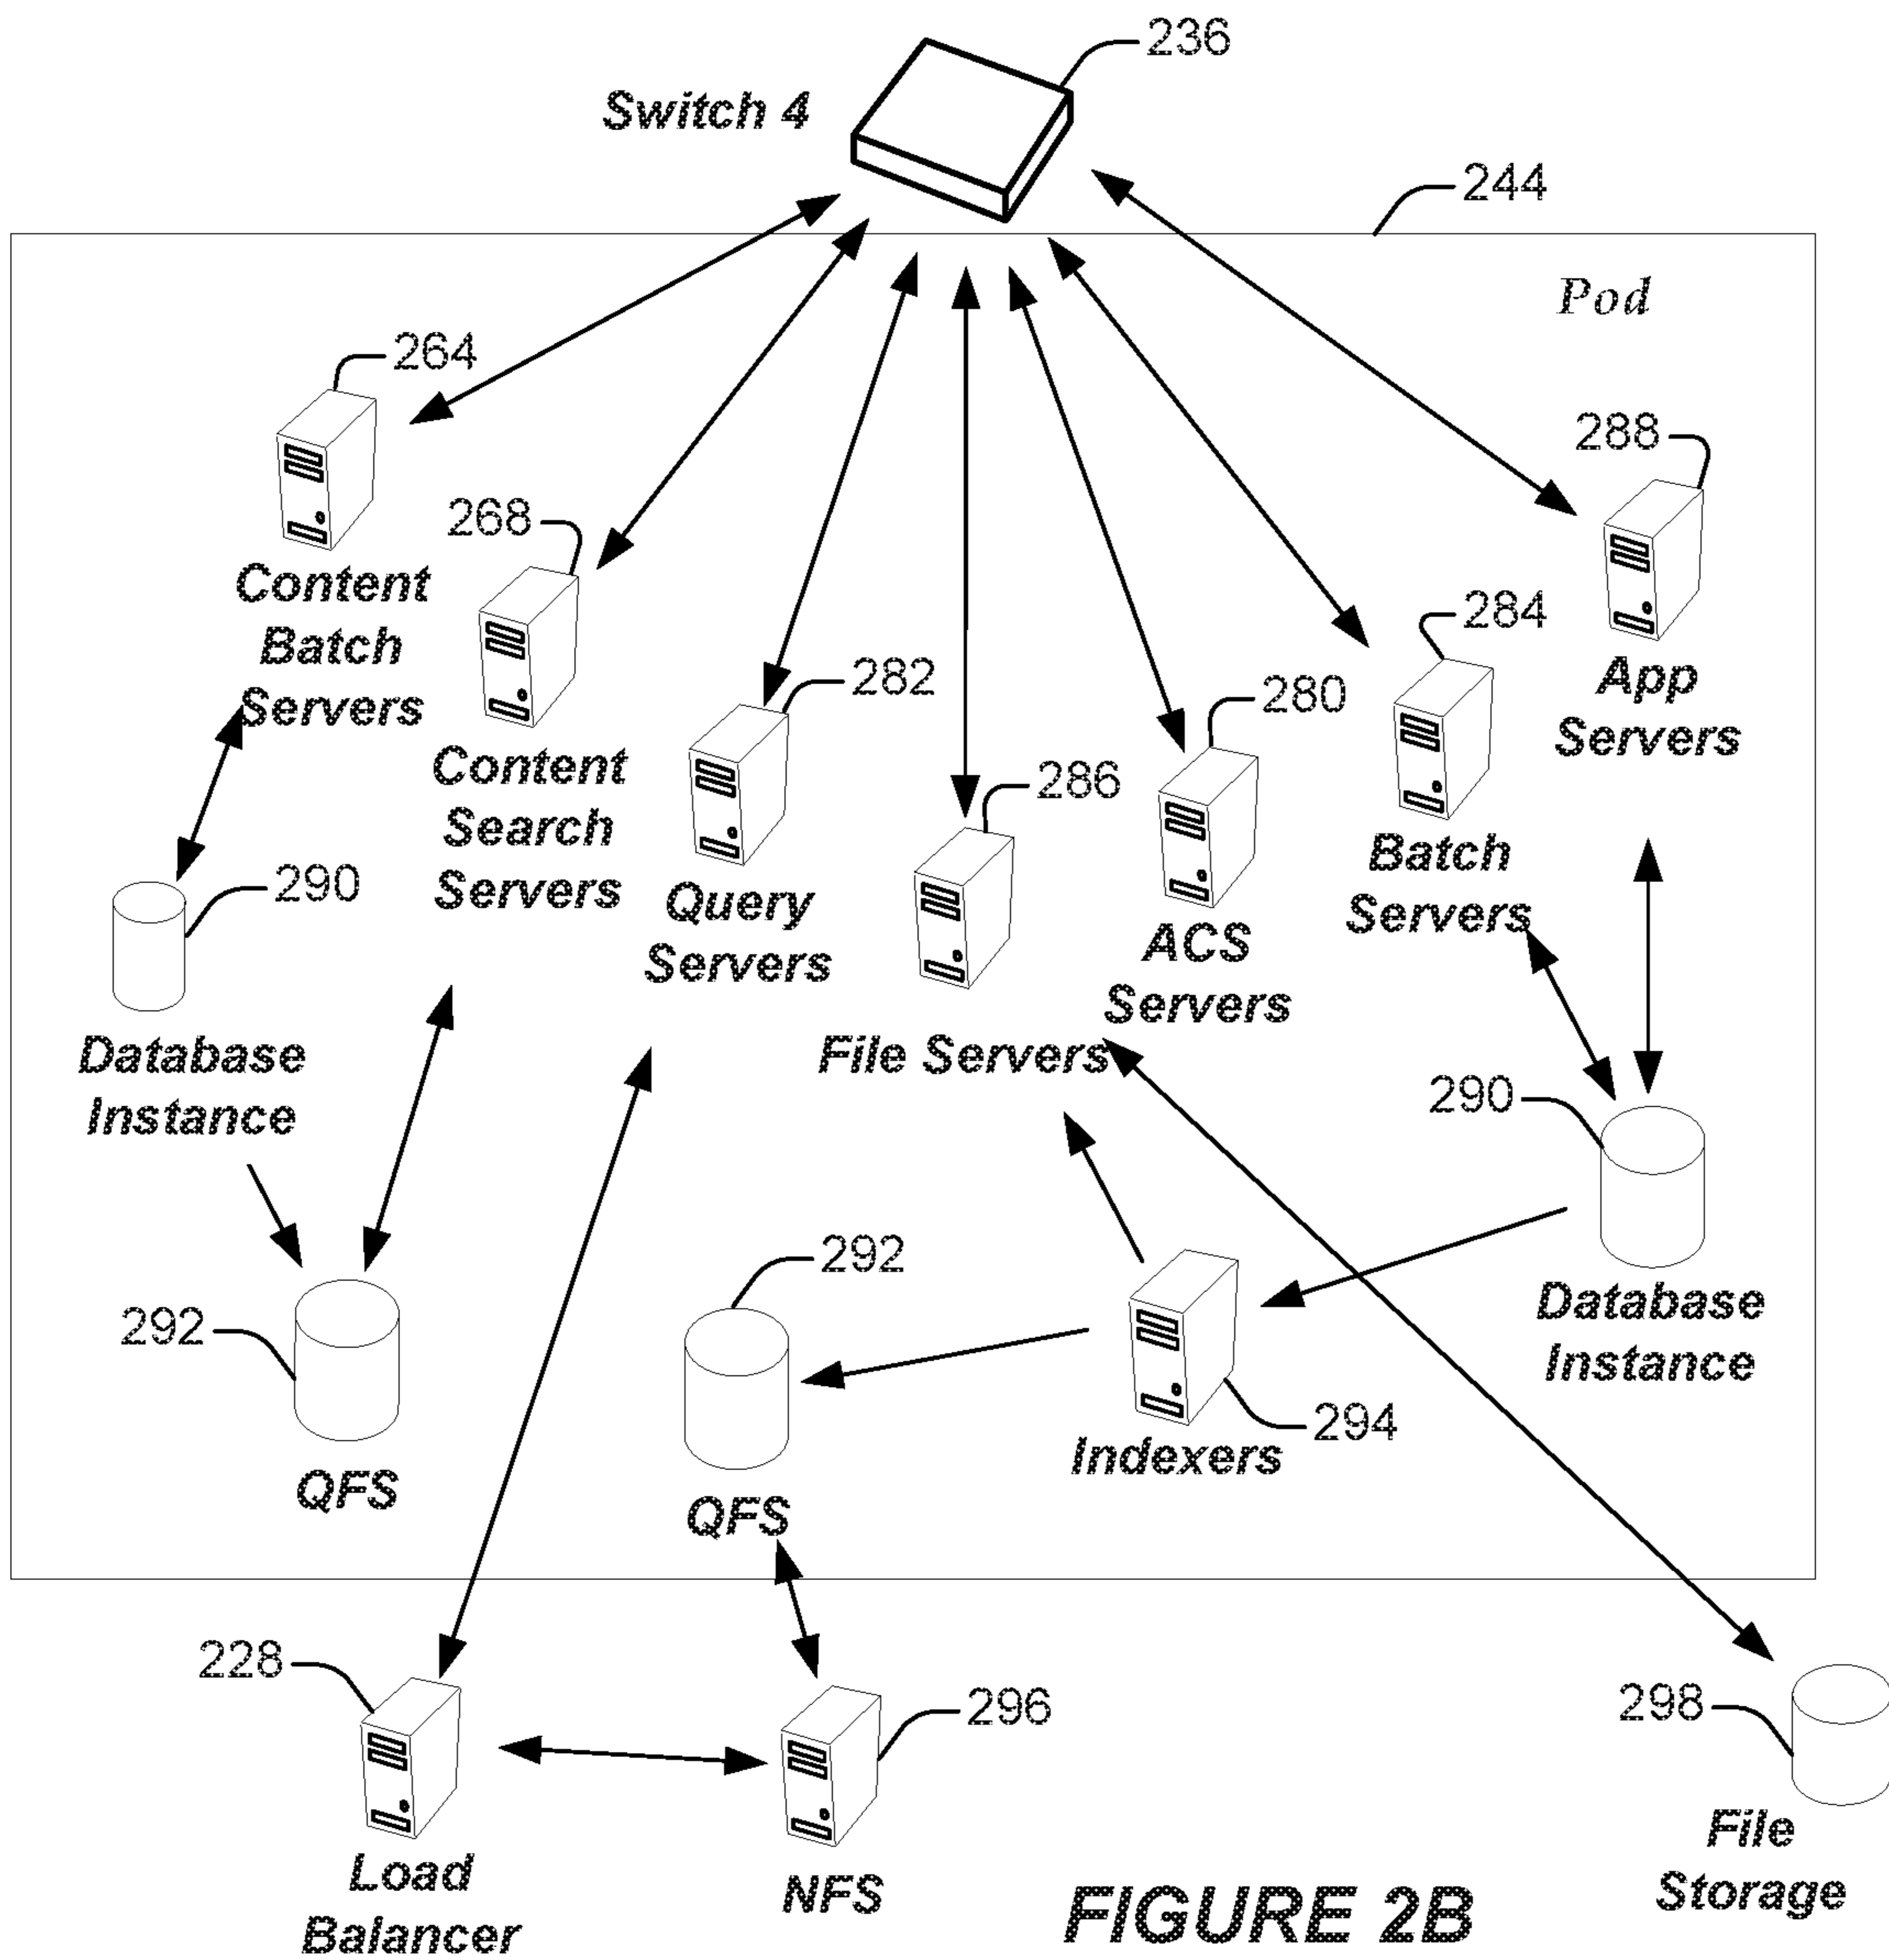 236
Switch 4
244
Pod
264
288
268
Content
Batch
Servers
284
App
Servers
282
280
Content
Search
Servers
286
Batch
Servers
290
Query
Servers
ACS
Servers
Database
Instance
File Servers
290
292
292
Database
Instance
294
Indexers
QFS
QFS
228
296
298
File
Storage
Load
Balancer
NFS
FIGURE 2B